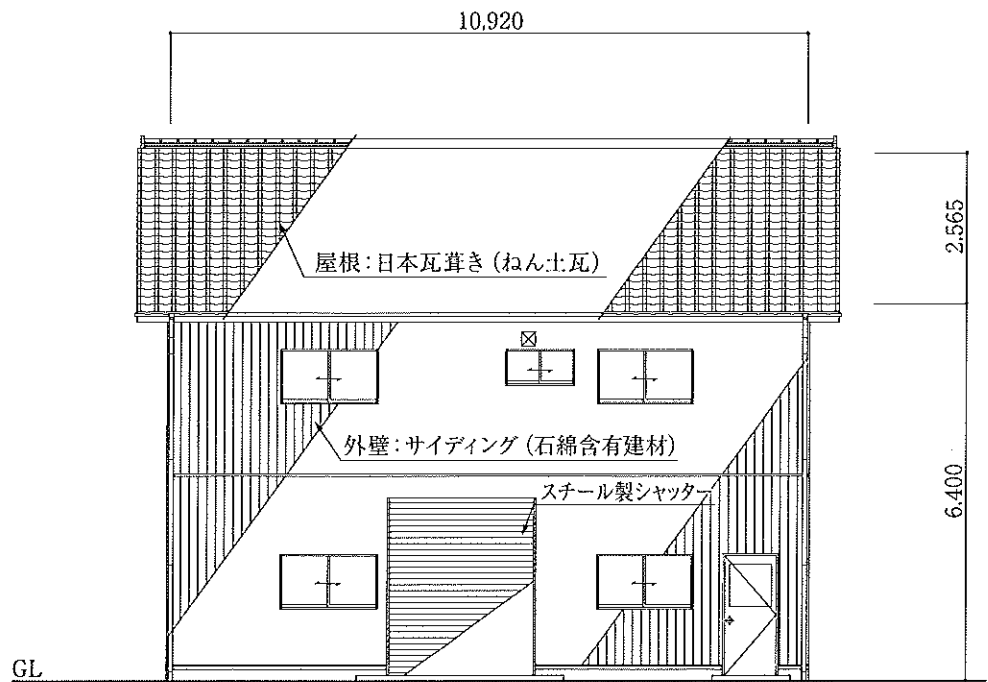 10,920
2.565
屋根:日本瓦葺き(ねん土瓦)
外壁:サイディング(石綿含有建材)
スチール製シャッター
6.400
GL